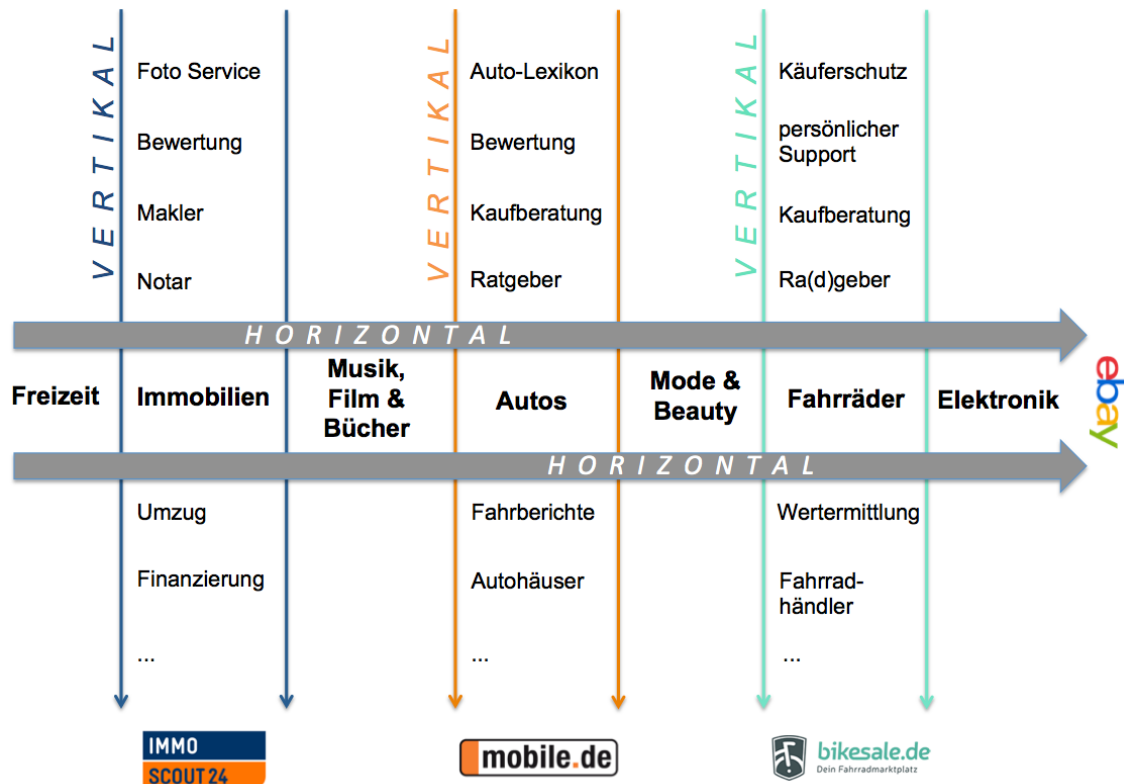 VERTIKAL
Foto Service
Bewertung
Makler
Notar
VERTIKAL
Auto-Lexikon
Bewertung
Kaufberatung
Ratgeber
VERTIKAL
Käuferschutz
persönlicher
Support
Kaufberatung
Ra(d)geber
HORIZONTAL
Freizeit
Immobilien
Musik,
Film &
Bücher
Autos
Mode &
Beauty
Fahrräder
Elektronik
ebay
HORIZONTAL
Umzug
Finanzierung
...
Fahrberichte
Autohäuser
...
Wertermittlung
Fahrrad-
händler
...
IMMO
SCOUT 24
mobile.de
bikesale.de
Dein Fahrradmarktplatz